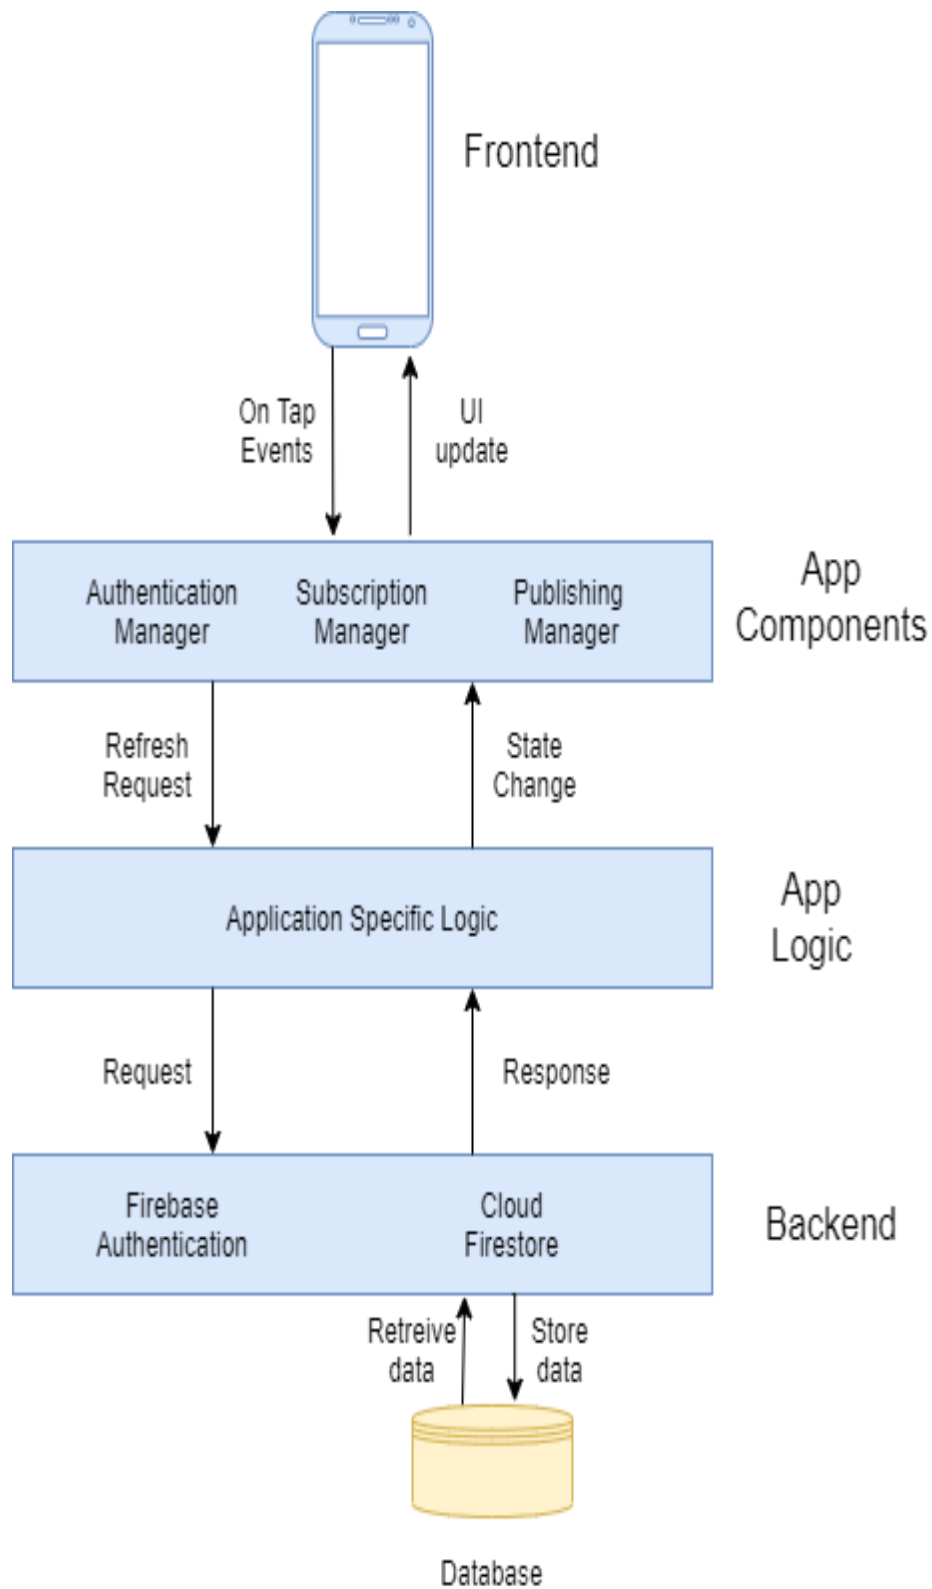 Frontend
On Tap
Events
UI
update
Authentication
Manager
Subscription
Manager
Publishing
Manager
App
Components
Refresh
Request
State
Change
Application Specific Logic
App
Logic
Request
Response
Firebase
Authentication
Cloud
Firestore
Backend
Retreive
data
Store
data
Database